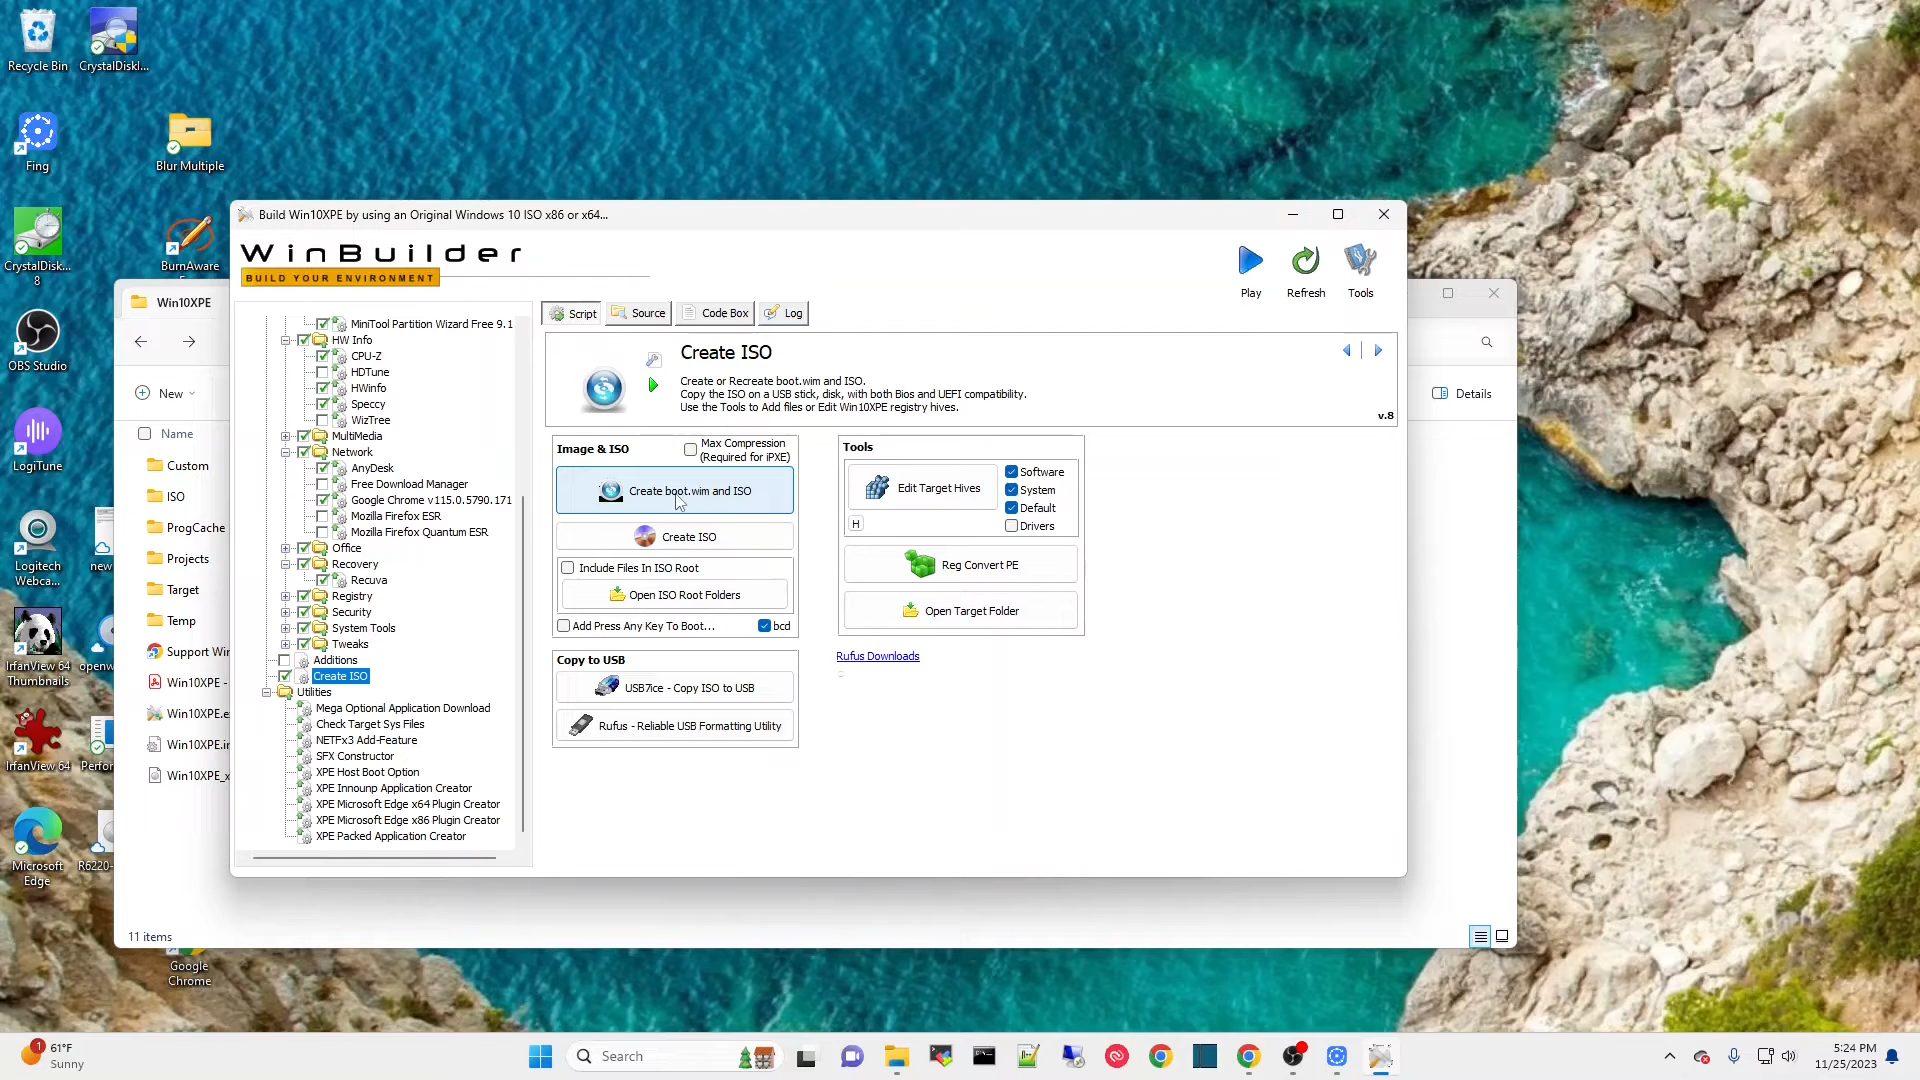 Recycle Bin
CrystalDiskI...
Fing
Blur Multiple
CrystalDisk...
8
BurnAware
OBS Studio
LogiTune
Logitech
Webca...
new
IrfanView 64
Thumbnails
openw
IrfanView 64
Perfor
Microsoft
Edge
R6220-
Google
Chrome
Win10XPE
New
Details
Name
Custom
ISO
ProgCache
Projects
Target
Temp
Support Win
Win10XPE -
Win10XPE.e
Win10XPE.in
Win10XPE_x
11 items
Build Win10XPE by using an Original Windows 10 ISO x86 or x64...
WinBuilder
BUILD YOUR ENVIRONMENT
Play
Refresh
Tools
MiniTool Partition Wizard Free 9.1
HW Info
CPU-Z
HDTune
HWinfo
Speccy
WizTree
MultiMedia
Network
AnyDesk
Free Download Manager
Google Chrome v115.0.5790.171
Mozilla Firefox ESR
Mozilla Firefox Quantum ESR
Office
Recovery
Recuva
Registry
Security
System Tools
Tweaks
Additions
Create ISO
Utilities
Mega Optional Application Download
Check Target Sys Files
NETFx3 Add-Feature
SFX Constructor
XPE Host Boot Option
XPE Innounp Application Creator
XPE Microsoft Edge x64 Plugin Creator
XPE Microsoft Edge x86 Plugin Creator
XPE Packed Application Creator
Script
Source
Code Box
Log
Create ISO
Create or Recreate boot.wim and ISO.
Copy the ISO on a USB stick, disk, with both Bios and UEFI compatibility.
Use the Tools to Add files or Edit Win10XPE registry hives.
v.8
Image & ISO
Max Compression
(Required for iPXE)
Create boot.wim and ISO
Create ISO
Include Files In ISO Root
Open ISO Root Folders
Add Press Any Key To Boot...
bcd
Copy to USB
USB7ice - Copy ISO to USB
Rufus - Reliable USB Formatting Utility
Tools
Edit Target Hives
H
Software
System
Default
Drivers
Reg Convert PE
Open Target Folder
Rufus Downloads
1
61°F
Sunny
Search
5:24 PM
11/25/2023